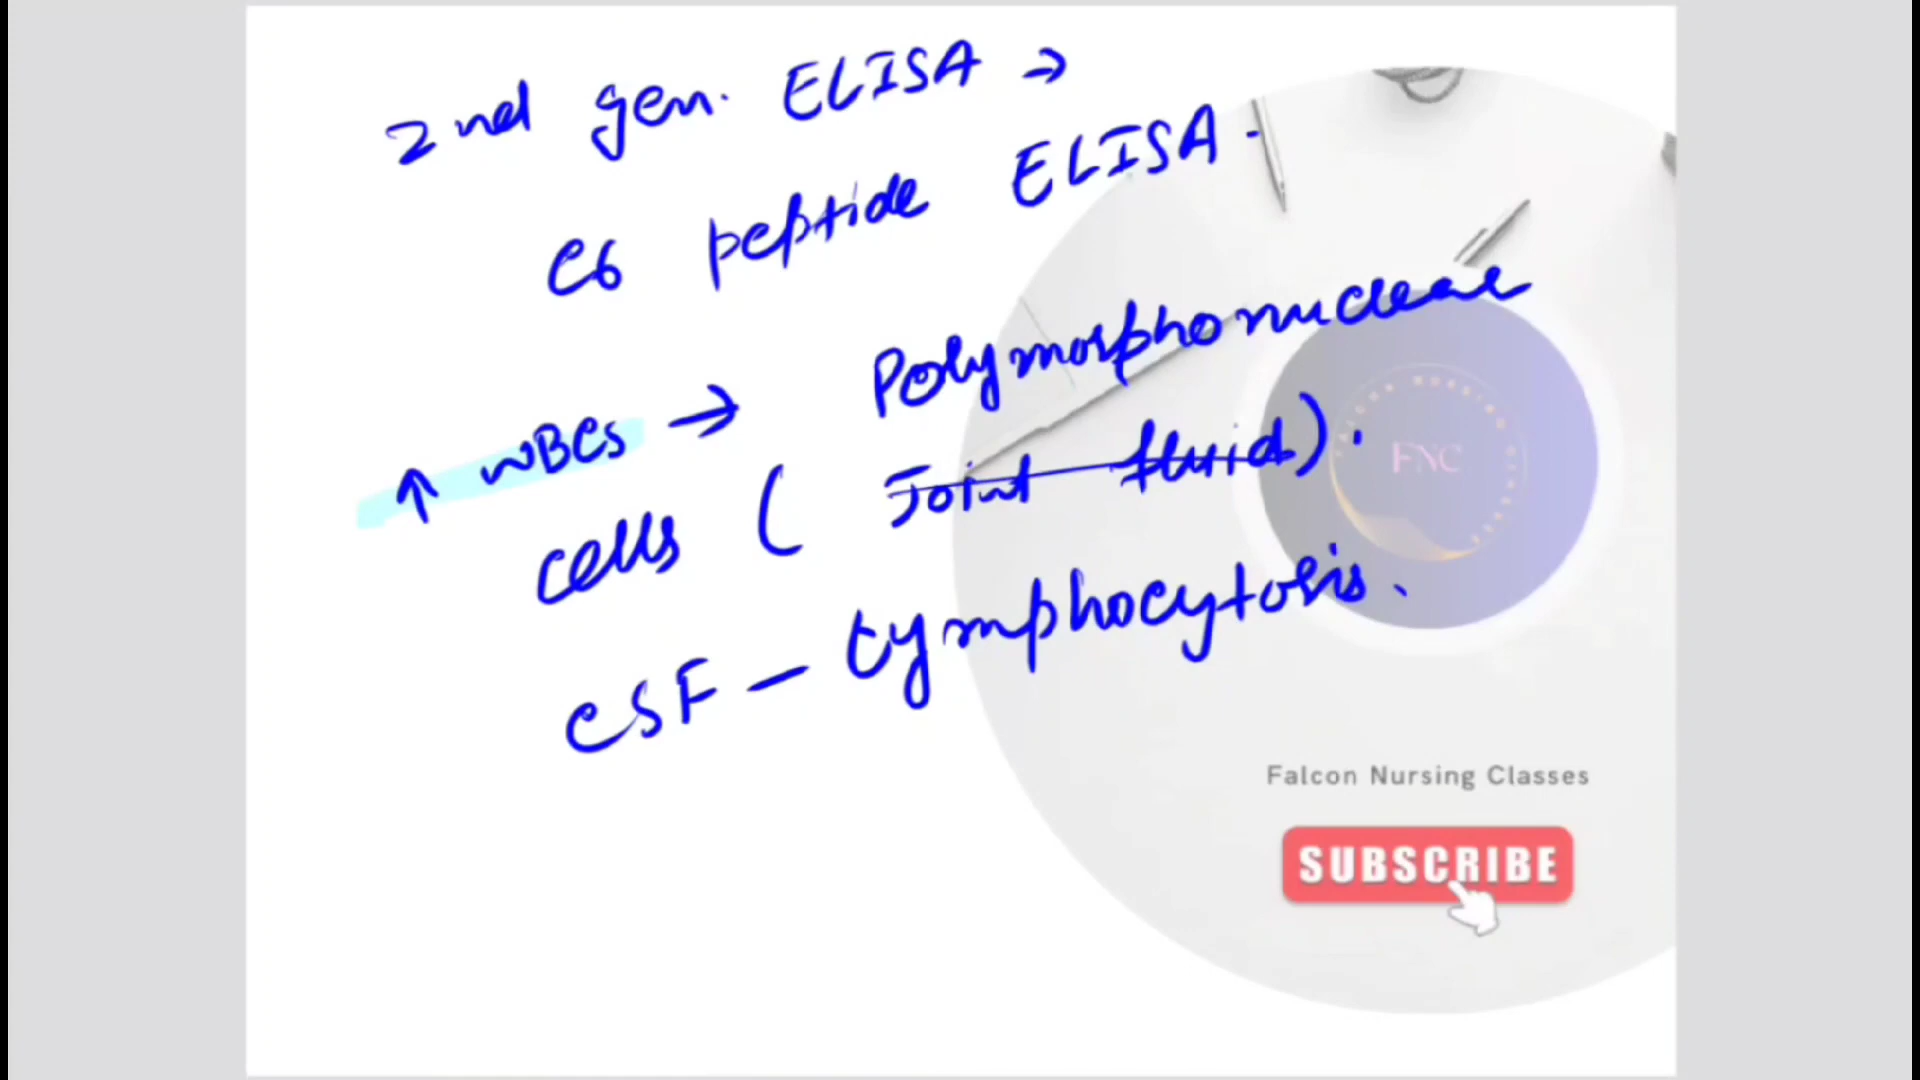 2nd gen. ELISA →
C6 peptide ELISA.
↑ WBCs → Polymorphonuclear
cells (Joint fluid).
CSF - Lymphocytosis.
FNC
Falcon Nursing Classes
SUBSCRIBE